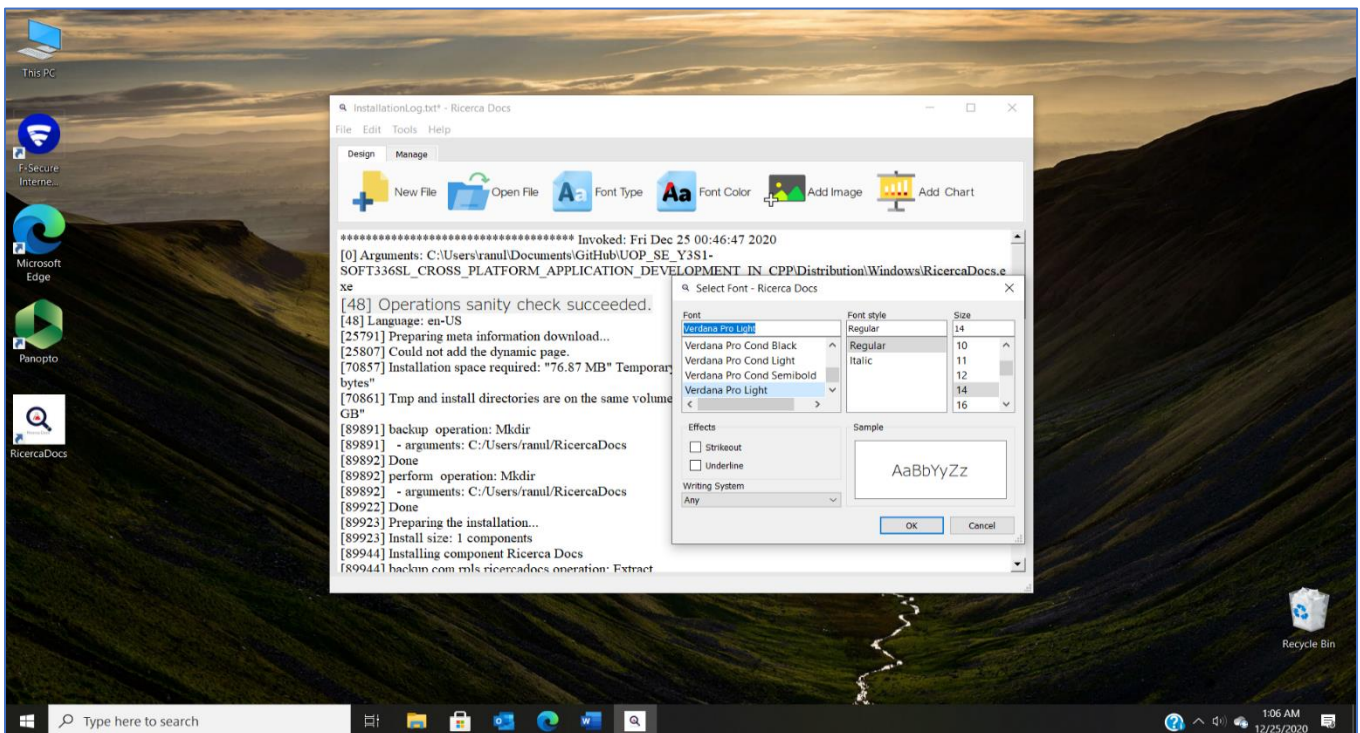 This PC
F-Secure
Interne...
Microsoft
Edge
Panopto
RicercaDocs
InstallationLog.txt* - Ricerca Docs
File Edit Tools Help
Design Manage
New File Open File Aa Font Type Aa Font Color Add Image Add Chart
************************************ Invoked: Fri Dec 25 00:46:47 2020
[0] Arguments: C:\Users\ranul\Documents\GitHub\UOP_SE_Y3S1-
SOFT336SL_CROSS_PLATFORM_APPLICATION_DEVELOPMENT_IN_CPP\Distribution\Windows\RicercaDocs.e
xe
[48] Operations sanity check succeeded.
[48] Language: en-US
[25791] Preparing meta information download...
[25807] Could not add the dynamic page.
[70857] Installation space required: "76.87 MB" Temporary
bytes"
[70861] Tmp and install directories are on the same volume
GB"
[89891] backup operation: Mkdir
[89891] - arguments: C:/Users/ranul/RicercaDocs
[89892] Done
[89892] perform operation: Mkdir
[89892] - arguments: C:/Users/ranul/RicercaDocs
[89922] Done
[89923] Preparing the installation...
[89923] Install size: 1 components
[89944] Installing component Ricerca Docs
[89944] backup com.rpls.ricercadocs operation: Extract
Select Font - Ricerca Docs
Font Font style Size
Verdana Pro Light Regular 14
Verdana Pro Cond Black Regular 10
Verdana Pro Cond Light Italic 11
Verdana Pro Cond Semibold 12
Verdana Pro Light 14
16
Effects Sample
Strikeout
Underline
AaBbYyZz
Writing System
Any
OK Cancel
Recycle Bin
Type here to search
1:06 AM
12/25/2020